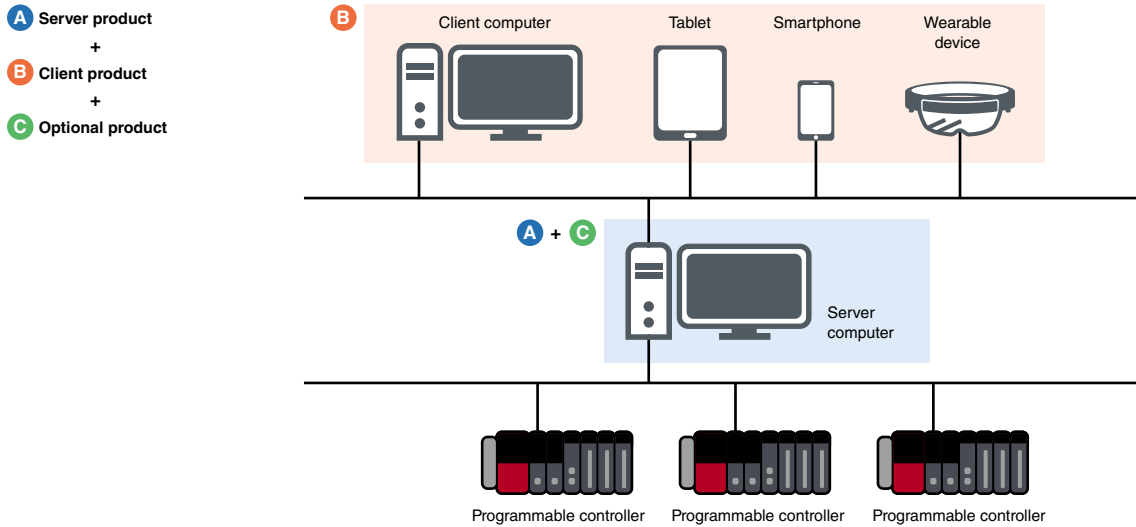 A Server product
+
B Client product
+
C Optional product
B
Client computer
Tablet
Smartphone
Wearable
device
A + C
Server
computer
Programmable controller
Programmable controller
Programmable controller